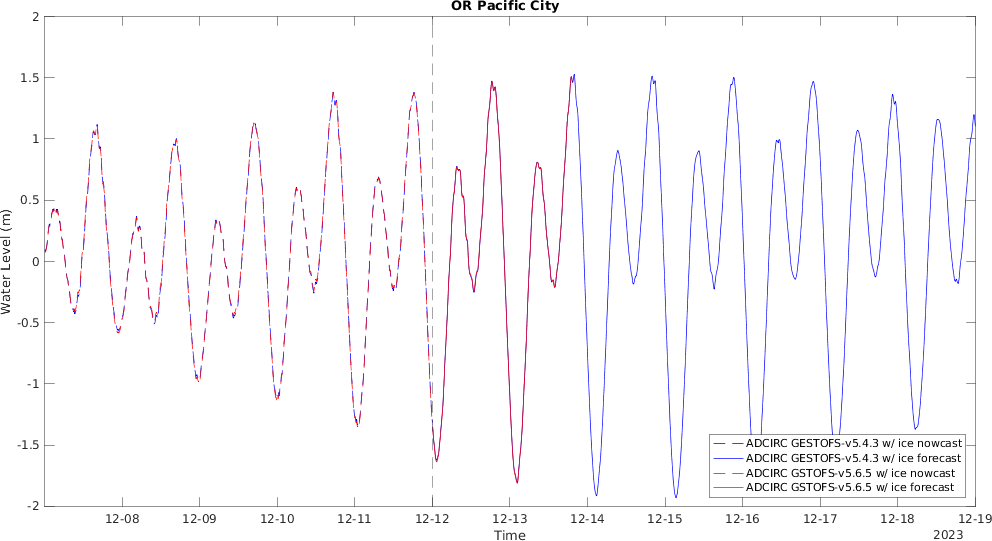 OR Pacific City
2
1.5
1
0.5
0
-0.5
-1
-1.5
-2
Water Level (m)
ADCIRC GESTOFS-v5.4.3 w/ ice nowcast
ADCIRC GESTOFS-v5.4.3 w/ ice forecast
ADCIRC GSTOFS-v5.6.5 w/ ice nowcast
ADCIRC GSTOFS-v5.6.5 w/ ice forecast
12-08 12-09 12-10 12-11 12-12 12-13 12-14 12-15 12-16 12-17 12-18 12-19
Time
2023